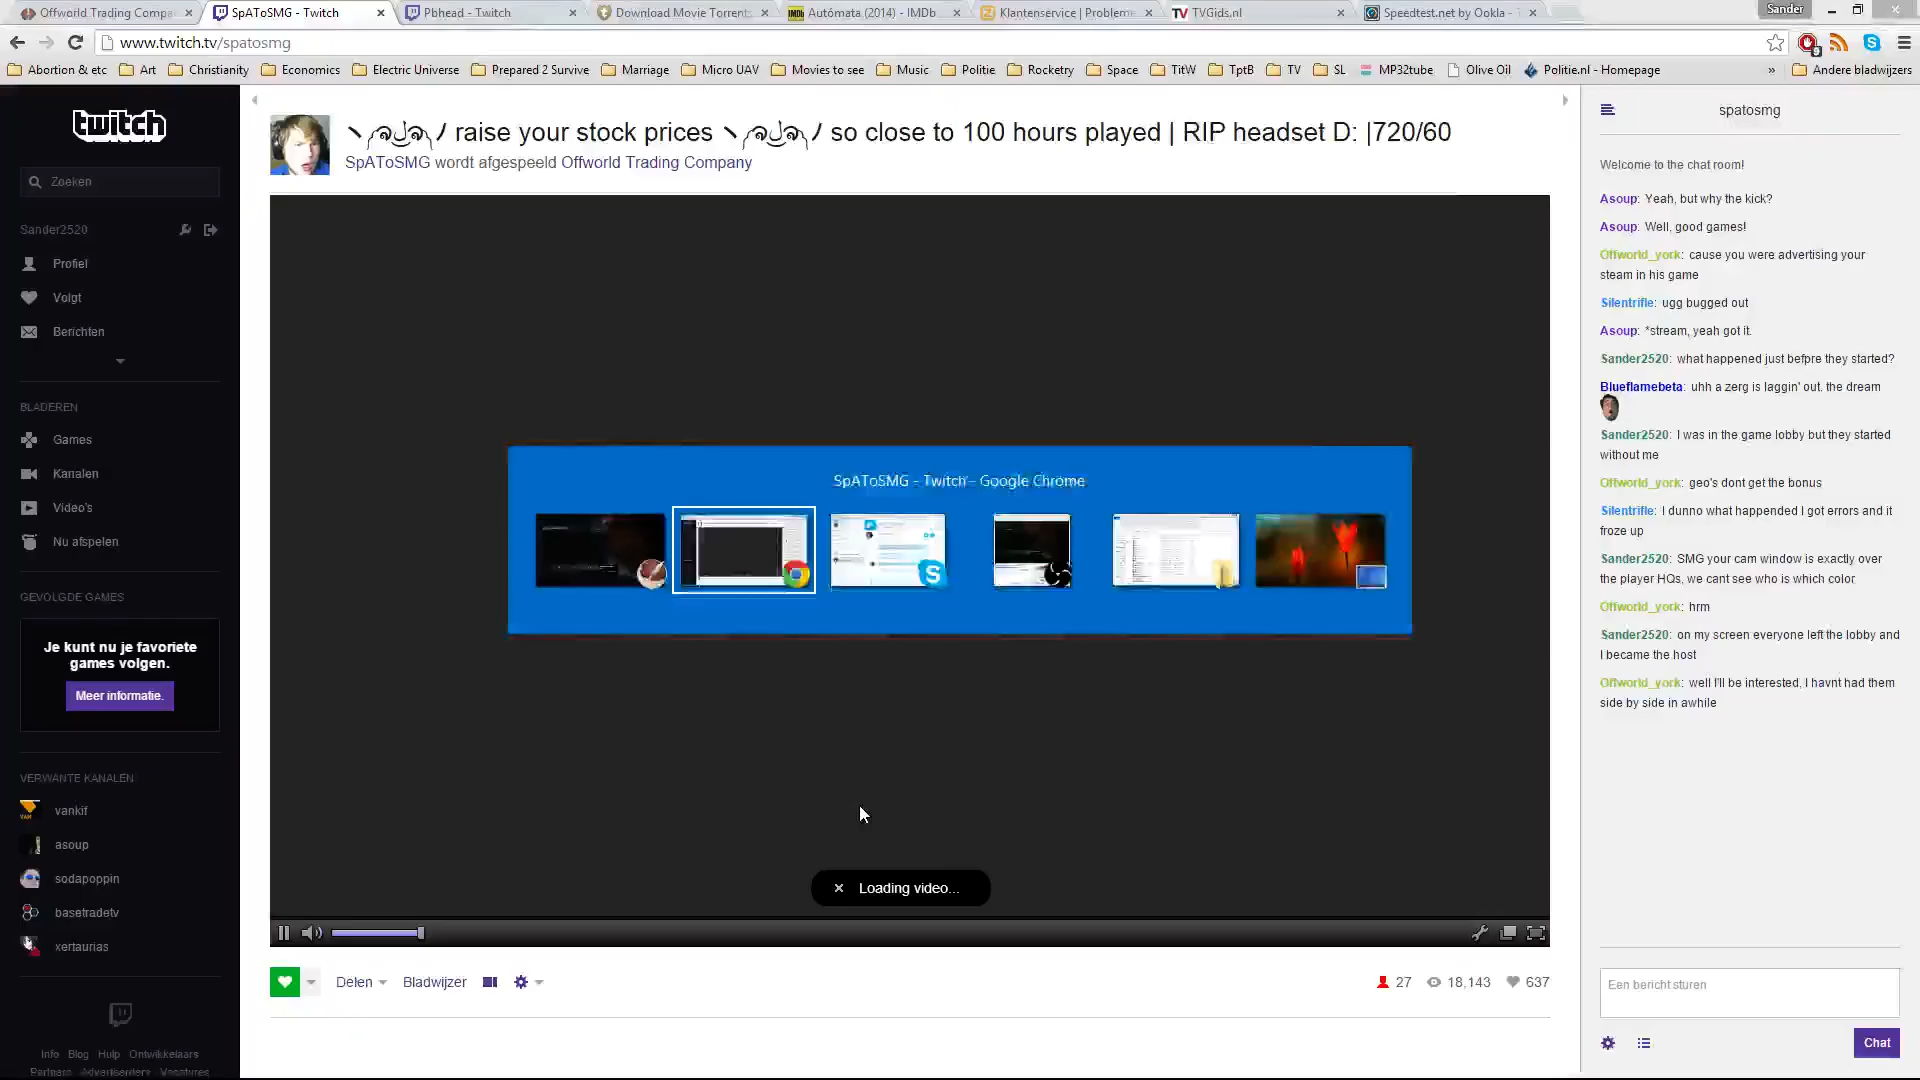 Offworld Trading Compa
SpAToSMG - Twitch
Pbhead - Twitch
Download Movie Torrents
Autómata (2014) - IMDb
Klantenservice | Probleme
TVGids.nl
Speedtest.net by Ookla - T
Sander
www.twitch.tv/spatosmg
Abortion & etc
Art
Christianity
Economics
Electric Universe
Prepared 2 Survive
Marriage
Micro UAV
Movies to see
Music
Politie
Rocketry
Space
TitW
TptB
TV
SL
MP32tube
Olive Oil
Politie.nl - Homepage
»
Andere bladwijzers
twitch
Zoeken
Sander2520
Profiel
Volgt
Berichten
BLADEREN
Games
Kanalen
Video's
Nu afspelen
GEVOLGDE GAMES
Je kunt nu je favoriete
games volgen.
Meer informatie.
VERWANTE KANALEN
vankif
asoup
sodapoppin
basetradetv
xertaurias
Info Blog Hulp Ontwikkelaars
Partners Adverteerders Vacatures
raise your stock prices
so close to 100 hours played | RIP headset D: |720/60
SpAToSMG wordt afgespeeld Offworld Trading Company
SpAToSMG - Twitch - Google Chrome
Loading video...
Delen
Bladwijzer
27
18,143
637
spatosmg
Welcome to the chat room!
Asoup: Yeah, but why the kick?
Asoup: Well, good games!
Offworld_york: cause you were advertising your
steam in his game
Silentrifle: ugg bugged out
Asoup: *stream, yeah got it.
Sander2520: what happened just befpre they started?
Blueflamebeta: uhh a zerg is laggin' out. the dream
Sander2520: I was in the game lobby but they started
without me
Offworld_york: geo's dont get the bonus
Silentrifle: I dunno what happened I got errors and it
froze up
Sander2520: SMG your cam window is exactly over
the player HQs, we cant see who is which color
Offworld_york: hrm
Sander2520: on my screen everyone left the lobby and
I became the host
Offworld_york: well I'll be interested, I havnt had them
side by side in awhile
Een bericht sturen
Chat